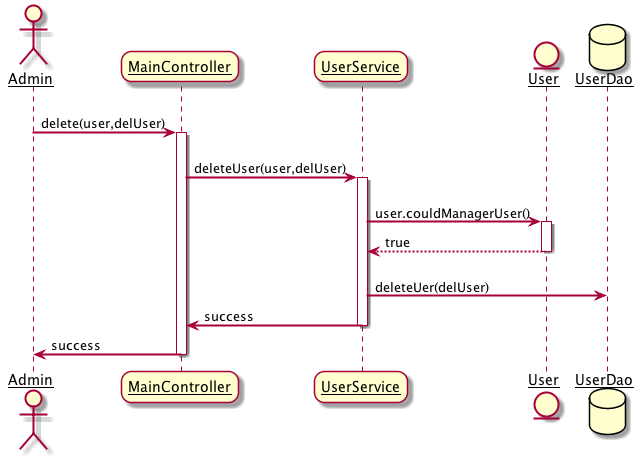 Admin
MainController
UserService
User
UserDao
delete(user,delUser)
deleteUser(user,delUser)
user.couldManagerUser()
true
deleteUer(delUser)
success
success
Admin
MainController
UserService
User
UserDao